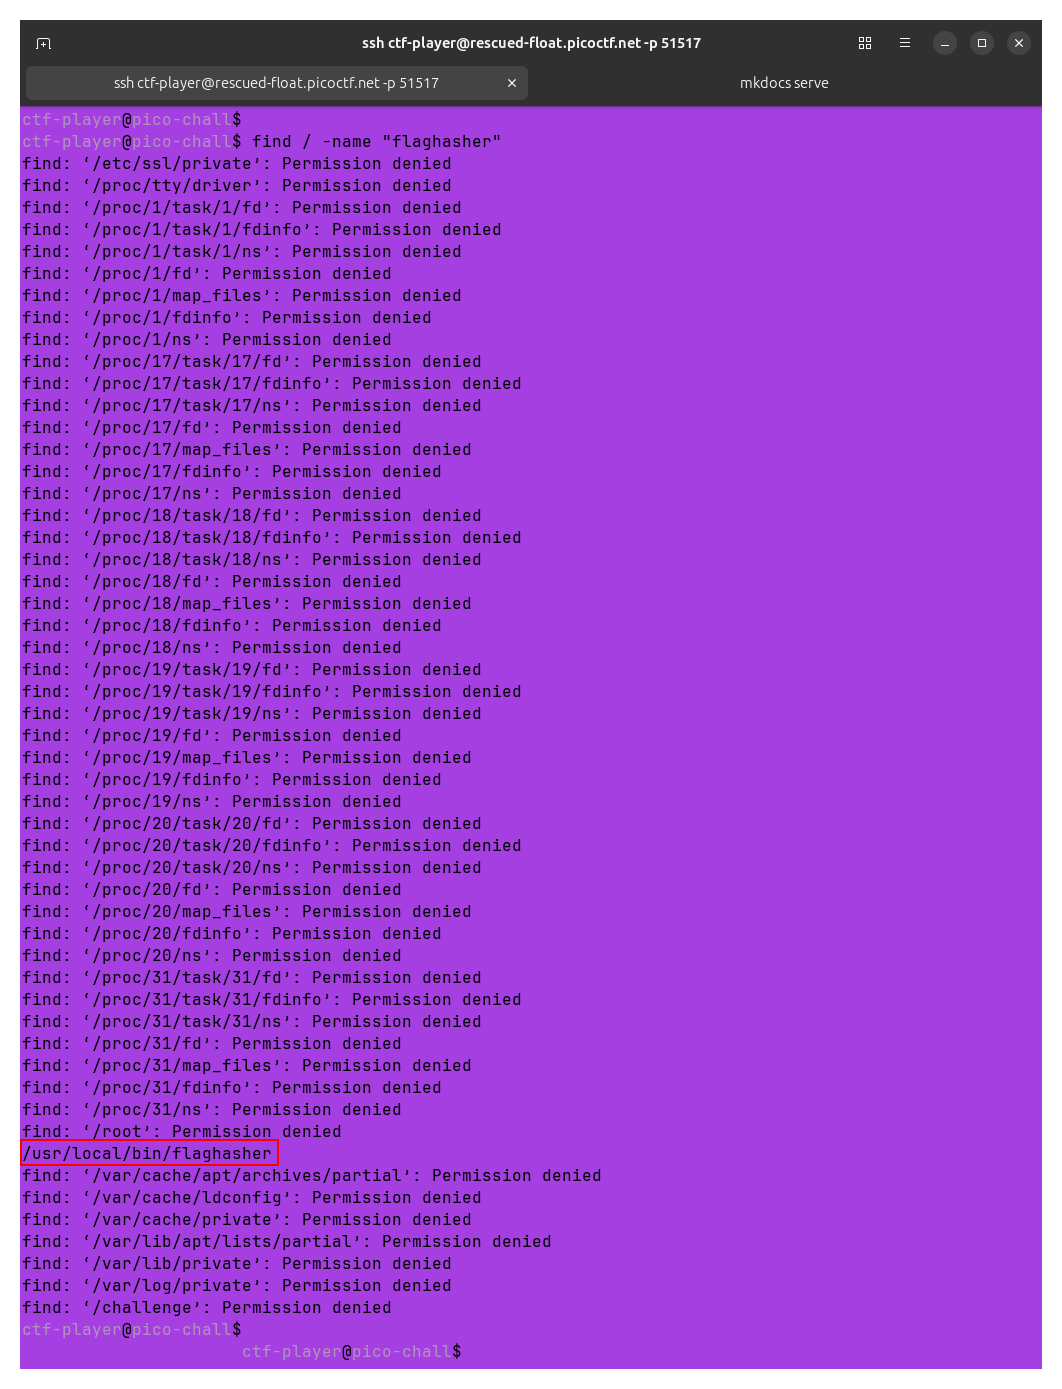 ssh ctf-player@rescued-float.picoctf.net -p 51517
ssh ctf-player@rescued-float.picoctf.net -p 51517
mkdocs serve
ctf-player@pico-chall$
ctf-player@pico-chall$ find / -name "flaghasher"
find: ‘/etc/ssl/private’: Permission denied
find: ‘/proc/tty/driver’: Permission denied
find: ‘/proc/1/task/1/fd’: Permission denied
find: ‘/proc/1/task/1/fdinfo’: Permission denied
find: ‘/proc/1/task/1/ns’: Permission denied
find: ‘/proc/1/fd’: Permission denied
find: ‘/proc/1/map_files’: Permission denied
find: ‘/proc/1/fdinfo’: Permission denied
find: ‘/proc/1/ns’: Permission denied
find: ‘/proc/17/task/17/fd’: Permission denied
find: ‘/proc/17/task/17/fdinfo’: Permission denied
find: ‘/proc/17/task/17/ns’: Permission denied
find: ‘/proc/17/fd’: Permission denied
find: ‘/proc/17/map_files’: Permission denied
find: ‘/proc/17/fdinfo’: Permission denied
find: ‘/proc/17/ns’: Permission denied
find: ‘/proc/18/task/18/fd’: Permission denied
find: ‘/proc/18/task/18/fdinfo’: Permission denied
find: ‘/proc/18/task/18/ns’: Permission denied
find: ‘/proc/18/fd’: Permission denied
find: ‘/proc/18/map_files’: Permission denied
find: ‘/proc/18/fdinfo’: Permission denied
find: ‘/proc/18/ns’: Permission denied
find: ‘/proc/19/task/19/fd’: Permission denied
find: ‘/proc/19/task/19/fdinfo’: Permission denied
find: ‘/proc/19/task/19/ns’: Permission denied
find: ‘/proc/19/fd’: Permission denied
find: ‘/proc/19/map_files’: Permission denied
find: ‘/proc/19/fdinfo’: Permission denied
find: ‘/proc/19/ns’: Permission denied
find: ‘/proc/20/task/20/fd’: Permission denied
find: ‘/proc/20/task/20/fdinfo’: Permission denied
find: ‘/proc/20/task/20/ns’: Permission denied
find: ‘/proc/20/fd’: Permission denied
find: ‘/proc/20/map_files’: Permission denied
find: ‘/proc/20/fdinfo’: Permission denied
find: ‘/proc/20/ns’: Permission denied
find: ‘/proc/31/task/31/fd’: Permission denied
find: ‘/proc/31/task/31/fdinfo’: Permission denied
find: ‘/proc/31/task/31/ns’: Permission denied
find: ‘/proc/31/fd’: Permission denied
find: ‘/proc/31/map_files’: Permission denied
find: ‘/proc/31/fdinfo’: Permission denied
find: ‘/proc/31/ns’: Permission denied
find: ‘/root’: Permission denied
/usr/local/bin/flaghasher
find: ‘/var/cache/apt/archives/partial’: Permission denied
find: ‘/var/cache/ldconfig’: Permission denied
find: ‘/var/cache/private’: Permission denied
find: ‘/var/lib/apt/lists/partial’: Permission denied
find: ‘/var/lib/private’: Permission denied
find: ‘/var/log/private’: Permission denied
find: ‘/challenge’: Permission denied
ctf-player@pico-chall$
ctf-player@pico-chall$